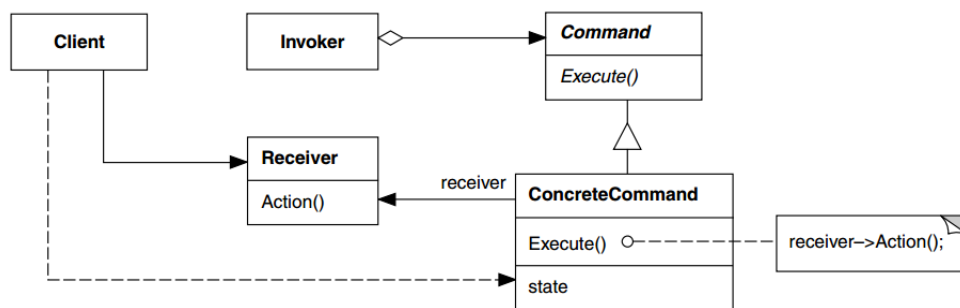 Client
Invoker
Command
Execute()
Receiver
Action()
receiver
ConcreteCommand
Execute()
state
receiver–>Action();